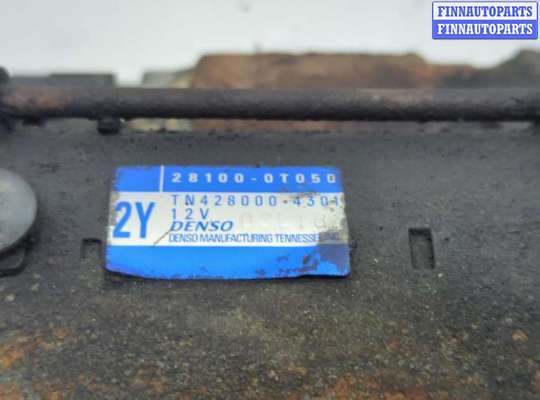 FINNAUTOPARTS
FINNAUTOPARTS
28100-0T050
TN428000-4301
2Y 12V
DENSO
DENSO MANUFACTURING TENNESSEE